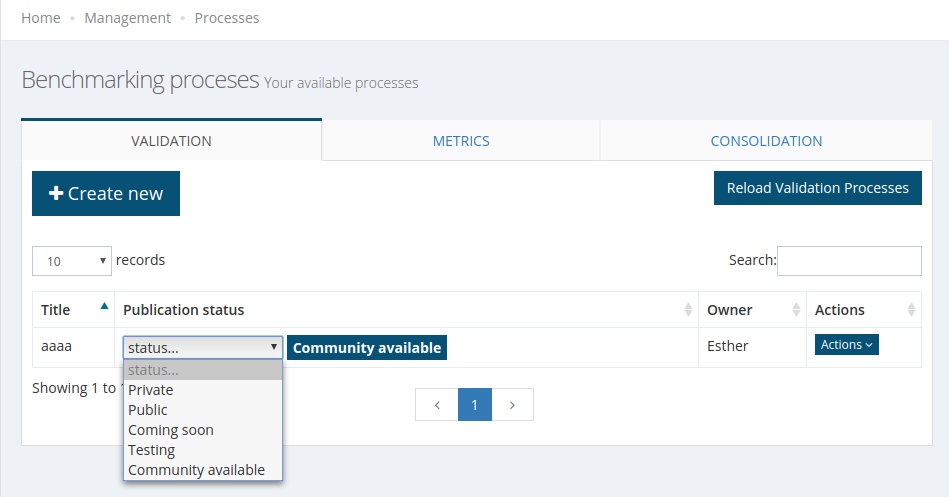 Home • Management • Processes
Benchmarking proceses Your available processes
VALIDATION METRICS CONSOLIDATION
+ Create new Reload Validation Processes
10 records Search:
Title Publication status Owner Actions
aaaa status... Community available Esther Actions
status...
Showing 1 to
Private
1
Public
Coming soon
Testing
Community available